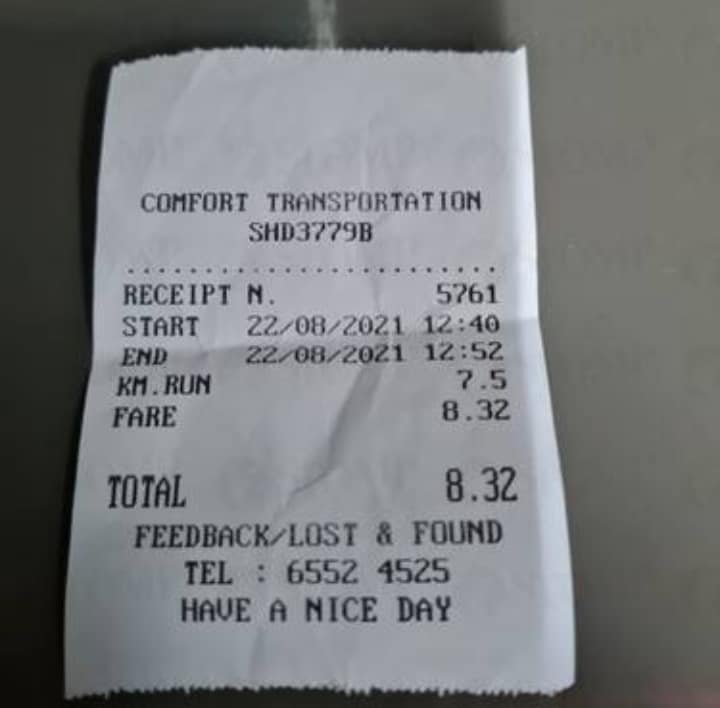 COMFORT TRANSPORTATION
SHD3779B
........................
RECEIPT N. 5761
START 22/08/2021 12:40
END 22/08/2021 12:52
KM.RUN 7.5
FARE 8.32
TOTAL 8.32
FEEDBACK/LOST & FOUND
TEL : 6552 4525
HAVE A NICE DAY